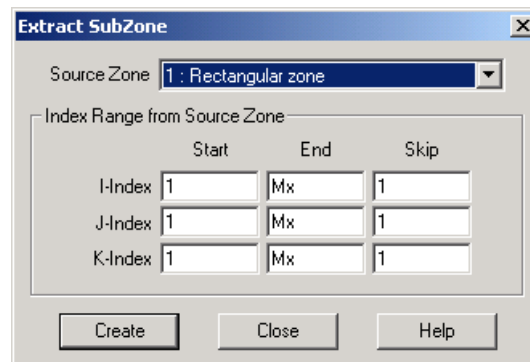 Extract SubZone
Source Zone 1 : Rectangular zone
Index Range from Source Zone
Start End Skip
I-Index 1 Mx 1
J-Index 1 Mx 1
K-Index 1 Mx 1
Create Close Help